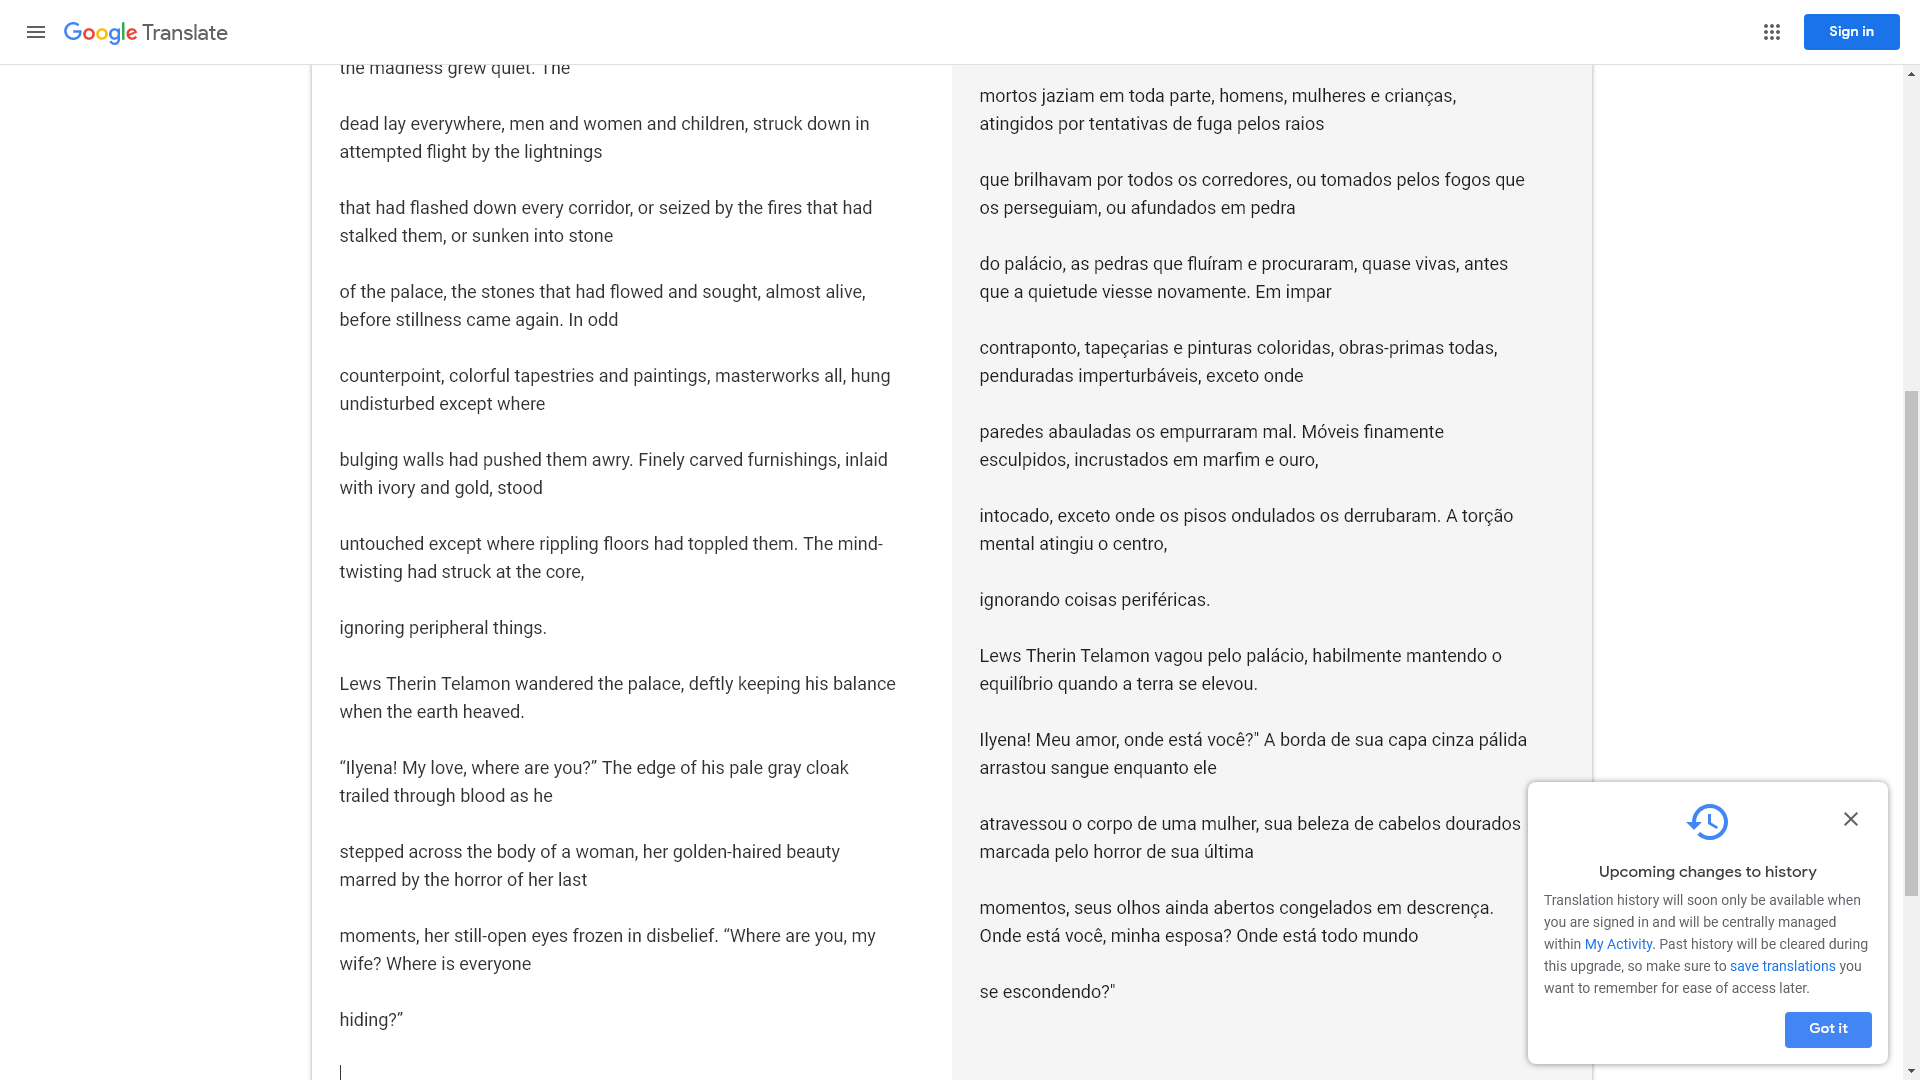 Google Translate
Sign in
the madness grew quiet. The
dead lay everywhere, men and women and children, struck down in
attempted flight by the lightnings
that had flashed down every corridor, or seized by the fires that had
stalked them, or sunken into stone
of the palace, the stones that had flowed and sought, almost alive,
before stillness came again. In odd
counterpoint, colorful tapestries and paintings, masterworks all, hung
undisturbed except where
bulging walls had pushed them awry. Finely carved furnishings, inlaid
with ivory and gold, stood
untouched except where rippling floors had toppled them. The mind-
twisting had struck at the core,
ignoring peripheral things.
Lews Therin Telamon wandered the palace, deftly keeping his balance
when the earth heaved.
“Ilyena! My love, where are you?” The edge of his pale gray cloak
trailed through blood as he
stepped across the body of a woman, her golden-haired beauty
marred by the horror of her last
moments, her still-open eyes frozen in disbelief. “Where are you, my
wife? Where is everyone
hiding?”
mortos jaziam em toda parte, homens, mulheres e crianças,
atingidos por tentativas de fuga pelos raios
que brilhavam por todos os corredores, ou tomados pelos fogos que
os perseguiam, ou afundados em pedra
do palácio, as pedras que fluíram e procuraram, quase vivas, antes
que a quietude viesse novamente. Em impar
contraponto, tapeçarias e pinturas coloridas, obras-primas todas,
penduradas imperturbáveis, exceto onde
paredes abauladas os empurraram mal. Móveis finamente
esculpidos, incrustados em marfim e ouro,
intocado, exceto onde os pisos ondulados os derrubaram. A torção
mental atingiu o centro,
ignorando coisas periféricas.
Lews Therin Telamon vagou pelo palácio, habilmente mantendo o
equilíbrio quando a terra se elevou.
Ilyena! Meu amor, onde está você?" A borda de sua capa cinza pálida
arrastou sangue enquanto ele
atravessou o corpo de uma mulher, sua beleza de cabelos dourados
marcada pelo horror de sua última
momentos, seus olhos ainda abertos congelados em descrença.
Onde está você, minha esposa? Onde está todo mundo
se escondendo?"
Upcoming changes to history
Translation history will soon only be available when
you are signed in and will be centrally managed
within My Activity. Past history will be cleared during
this upgrade, so make sure to save translations you
want to remember for ease of access later.
Got it